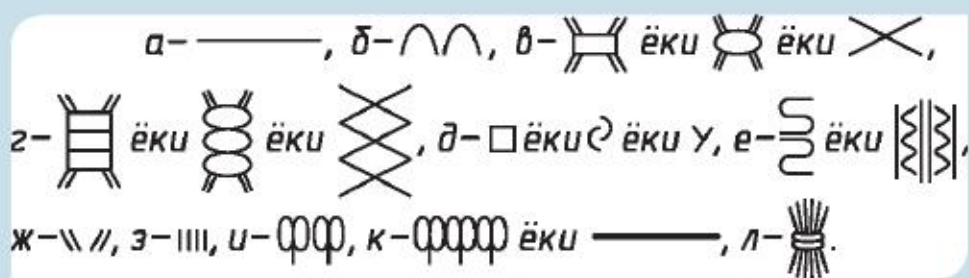 а– , б– , в– ёки ёки ,
г– ёки ёки , д– ёки ёки , е– ёки ,
ж– , з– , и– , к– ёки , л– .